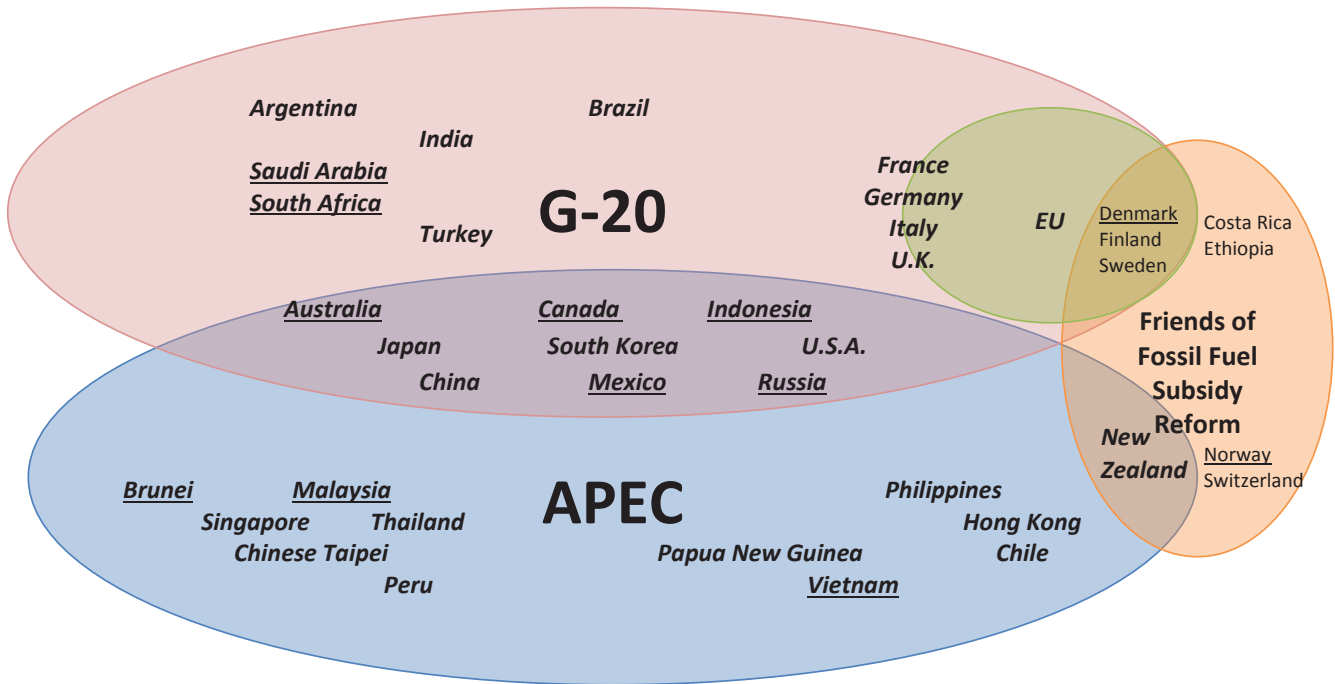 Argentina
Brazil
India
Saudi Arabia
South Africa
G-20
Turkey
France
Germany
Italy
U.K.
EU
Denmark
Finland
Sweden
Costa Rica
Ethiopia
Australia
Canada
Indonesia
Japan
South Korea
U.S.A.
China
Mexico
Russia
Friends of
Fossil Fuel
Subsidy
Reform
New
Zealand
Norway
Switzerland
Brunei
Malaysia
APEC
Philippines
Singapore
Thailand
Hong Kong
Chinese Taipei
Papua New Guinea
Chile
Peru
Vietnam